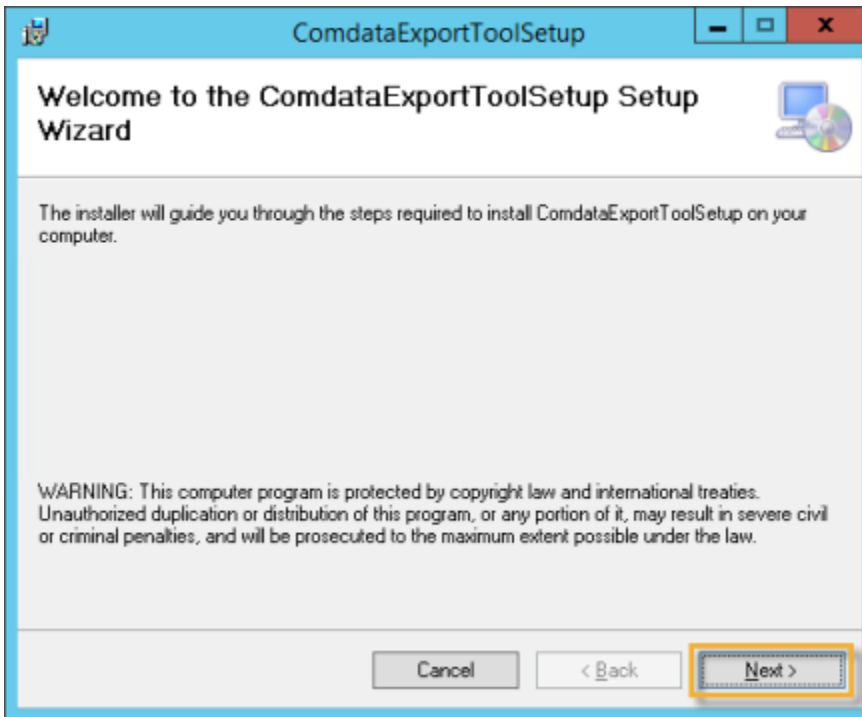 ComdataExportToolSetup
Welcome to the ComdataExportToolSetup Setup
Wizard
The installer will guide you through the steps required to install ComdataExportToolSetup on your
computer.
WARNING: This computer program is protected by copyright law and international treaties.
Unauthorized duplication or distribution of this program, or any portion of it, may result in severe civil
or criminal penalties, and will be prosecuted to the maximum extent possible under the law.
Cancel < Back Next >